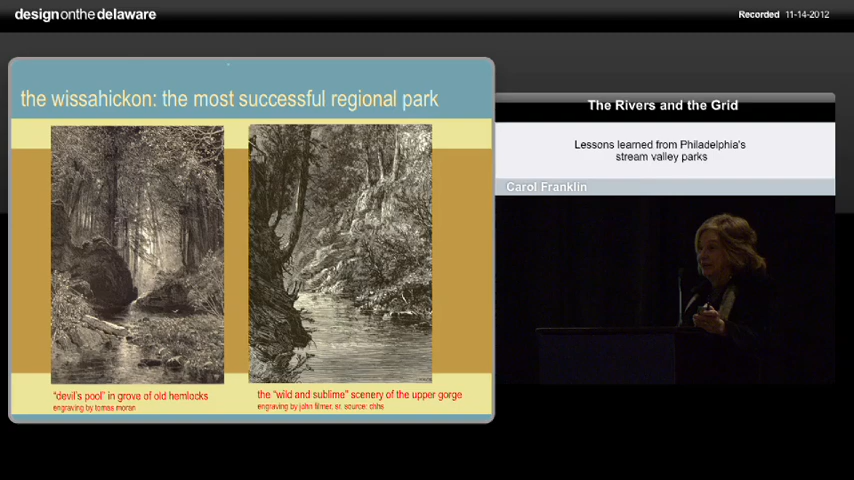 designonthedelaware
Recorded 11-14-2012
the wissahickon: the most successful regional park
The Rivers and the Grid
Lessons learned from Philadelphia's
stream valley parks
Carol Franklin
"devil's pool" in grove of old hemlocks
engraving by tomas moran
the "wild and sublime" scenery of the upper gorge
engraving by john filmer, sr. source: chhs